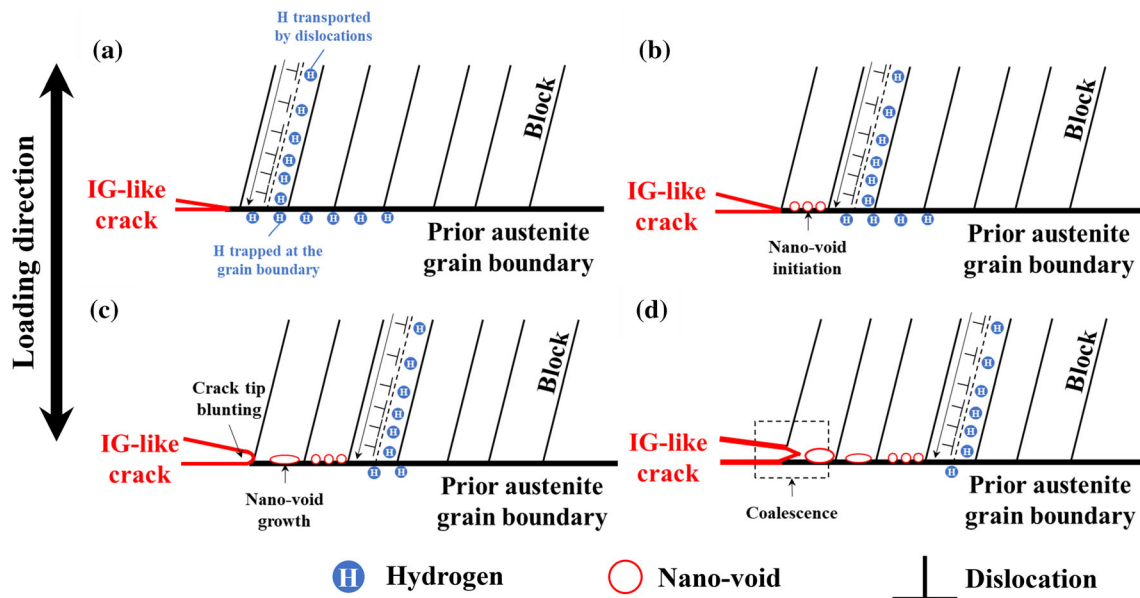 Loading direction
(a)
H transported
by dislocations
H
H
H
H
H
H
Block
IG-like
crack
H
H
H
H
H
H
H trapped at the
grain boundary
Prior austenite
grain boundary
(b)
H
H
H
H
H
H
Block
IG-like
crack
H
H
H
H
Nano-void
initiation
Prior austenite
grain boundary
(c)
H
H
H
H
H
H
Block
Crack tip
blunting
IG-like
crack
H
H
Nano-void
growth
Prior austenite
grain boundary
(d)
H
H
H
H
H
H
Block
IG-like
crack
H
Coalescence
Prior austenite
grain boundary
H Hydrogen
Nano-void
Dislocation